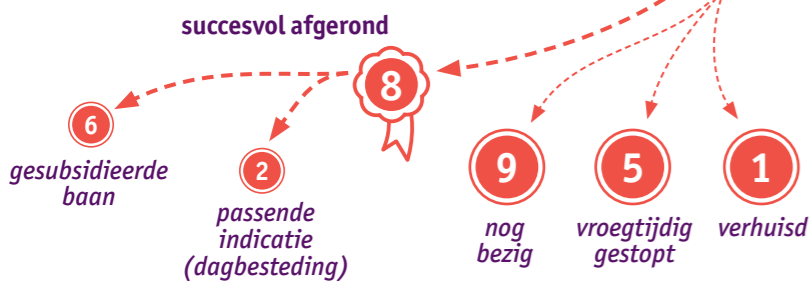 succesvol afgerond
8
6
gesubsidieerde
baan
2
passende
indicatie
(dagbesteding)
9
nog
bezig
5
vroegtijdig
gestopt
1
verhuisd